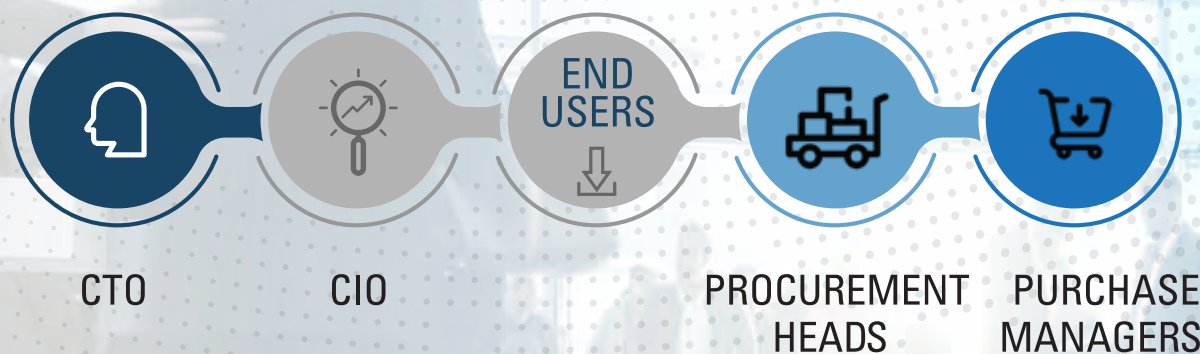 END
USERS
CTO
CIO
PROCUREMENT
HEADS
PURCHASE
MANAGERS